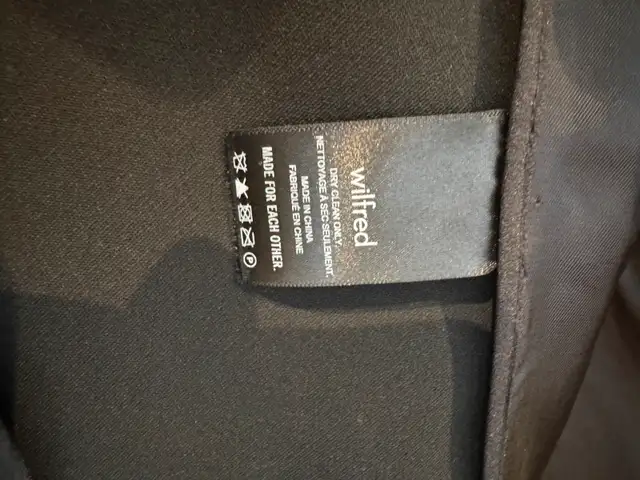 wilfred
DRY CLEAN ONLY.
NETTOYAGE À SEC SEULEMENT.
MADE IN CHINA
FABRIQUÉ EN CHINE
MADE FOR EACH OTHER.
P